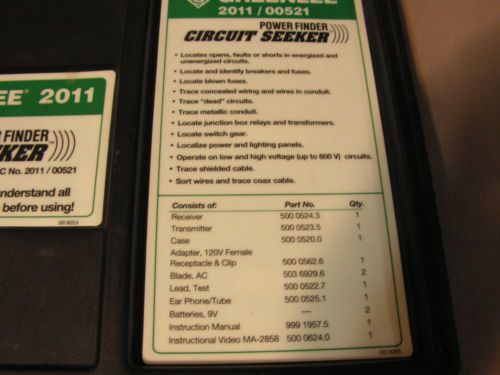 GREENLEE
2011 / 00521
POWER FINDER
CIRCUIT SEEKER
• Locates opens, faults or shorts in energized and
unenergized circuits.
• Locate and identify breakers and fuses.
• Locate blown fuses.
• Trace concealed wiring and wires in conduit.
• Trace "dead" circuits.
• Trace metallic conduit.
• Locate junction box relays and transformers.
• Locate switch gear.
• Localize power and lighting panels.
• Operate on low and high voltage (up to 600 V) circuits.
• Trace shielded cable.
• Sort wires and trace coax cable.
Consists of: Part No. Qty.
Receiver 500 0524.3 1
Transmitter 500 0523.5 1
Case 500 0520.0 1
Adapter, 120V Female
Receptacle & Clip 500 0562.6 1
Blade, AC 503 6929.6 2
Lead, Test 500 0522.7 1
Ear Phone/Tube 500 0525.1 1
Batteries, 9V — 2
Instruction Manual 999 1957.5 1
Instructional Video MA-2858 500 0624.0 1
EE® 2011
R FINDER
EKER™
C No. 2011 / 00521
nderstand all
before using!